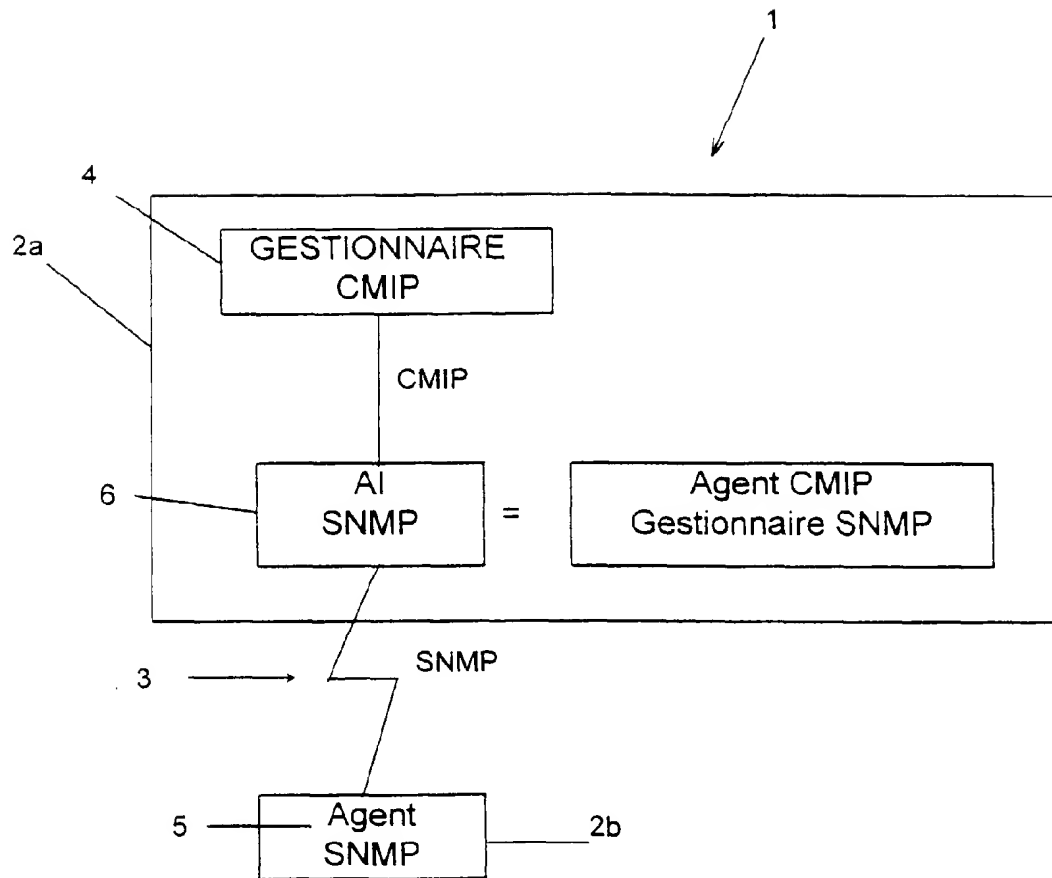 1
4
2a
GESTIONNAIRE
CMIP
CMIP
6
AI
SNMP
=
Agent CMIP
Gestionnaire SNMP
3
SNMP
5
Agent
SNMP
2b